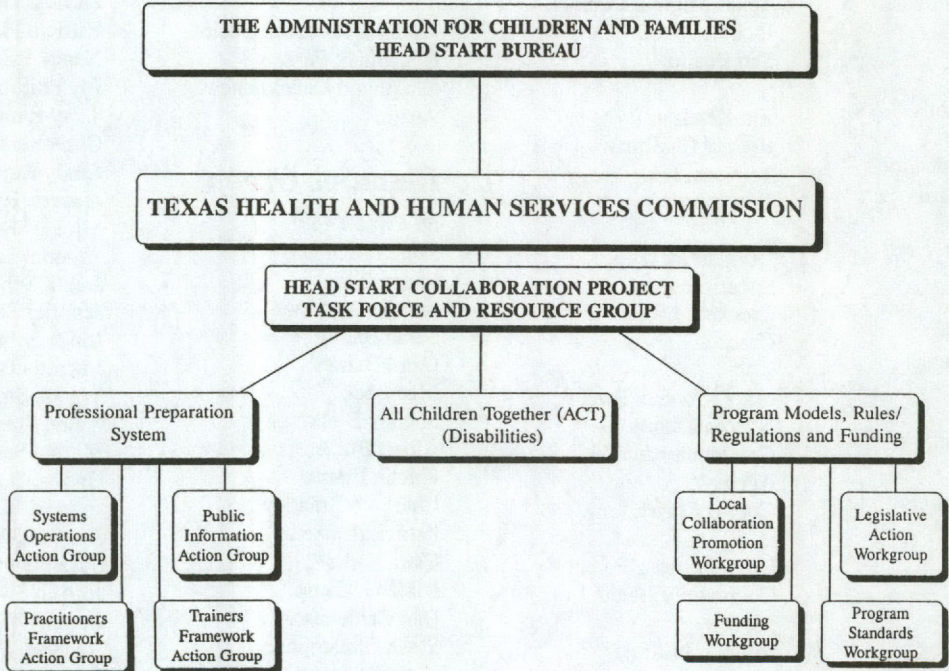 THE ADMINISTRATION FOR CHILDREN AND FAMILIES
HEAD START BUREAU
TEXAS HEALTH AND HUMAN SERVICES COMMISSION
HEAD START COLLABORATION PROJECT
TASK FORCE AND RESOURCE GROUP
Professional Preparation
System
All Children Together (ACT)
(Disabilities)
Program Models, Rules/
Regulations and Funding
Systems
Operations
Action Group
Public
Information
Action Group
Local
Collaboration
Promotion
Workgroup
Legislative
Action
Workgroup
Practitioners
Framework
Action Group
Trainers
Framework
Action Group
Funding
Workgroup
Program
Standards
Workgroup